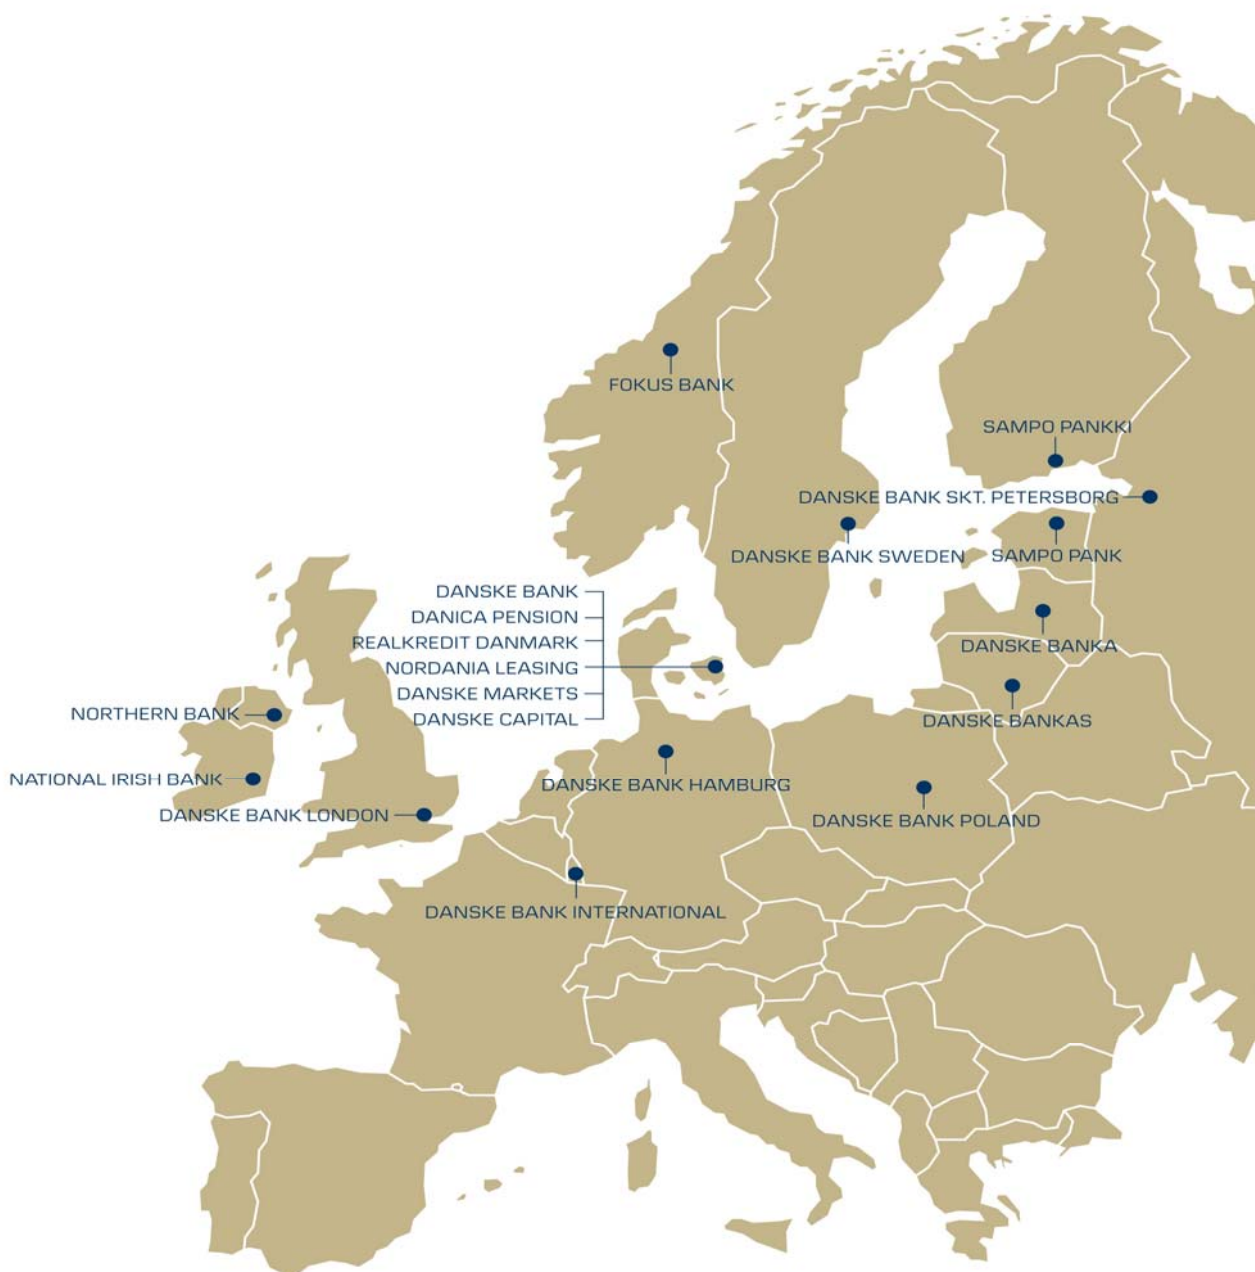 FOKUS BANK
SAMPO PANKKI
DANSKE BANK SKT. PETERSBORG
DANSKE BANK SWEDEN
SAMPO PANK
DANSKE BANK
DANICA PENSION
REALKREDIT DANMARK
NORDANIA LEASING
DANSKE MARKETS
DANSKE CAPITAL
DANSKE BANKA
DANSKE BANKAS
NORTHERN BANK
NATIONAL IRISH BANK
DANSKE BANK LONDON
DANSKE BANK HAMBURG
DANSKE BANK POLAND
DANSKE BANK INTERNATIONAL